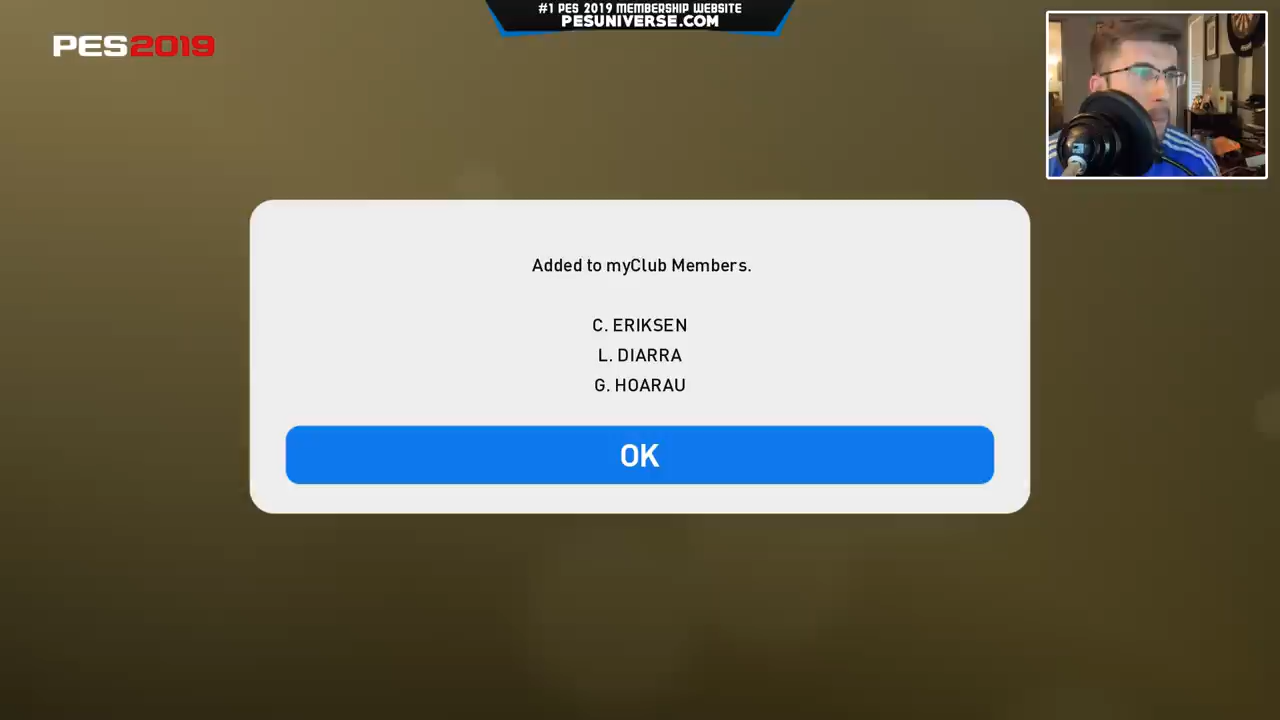 #1 PES 2019 MEMBERSHIP WEBSITE
PESUNIVERSE.COM
PES2019
Added to myClub Members.
C. ERIKSEN
L. DIARRA
G. HOARAU
OK